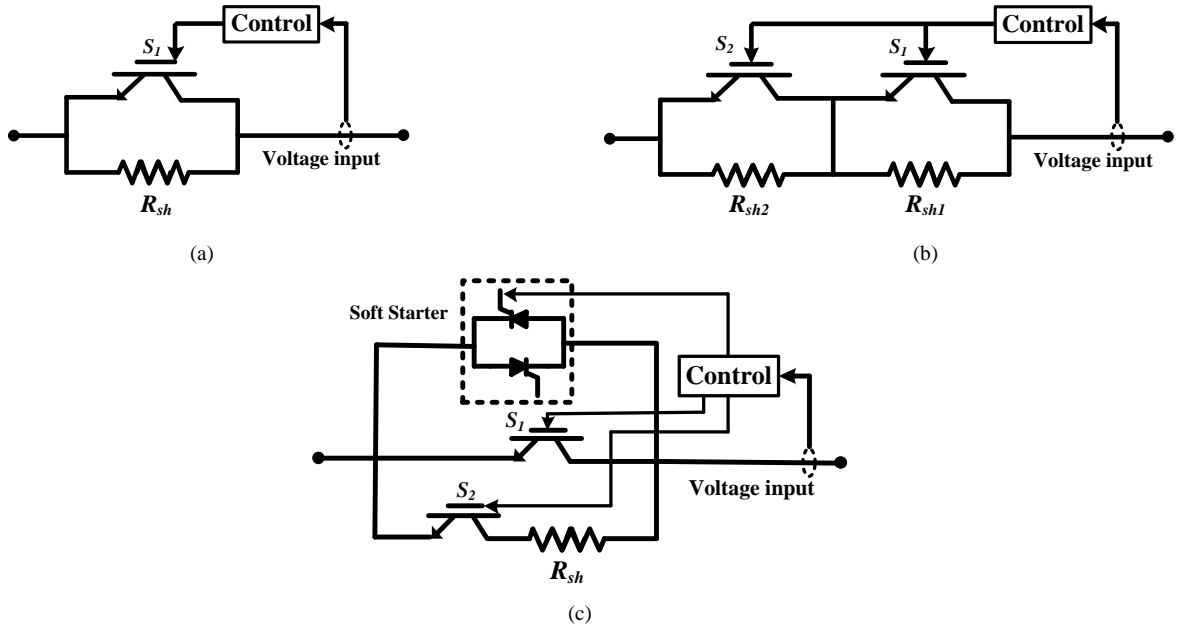 Control
S1
Voltage input
Rsh
(a)
Control
S2
S1
Voltage input
Rsh2
Rsh1
(b)
Soft Starter
Control
S1
Voltage input
S2
Rsh
(c)